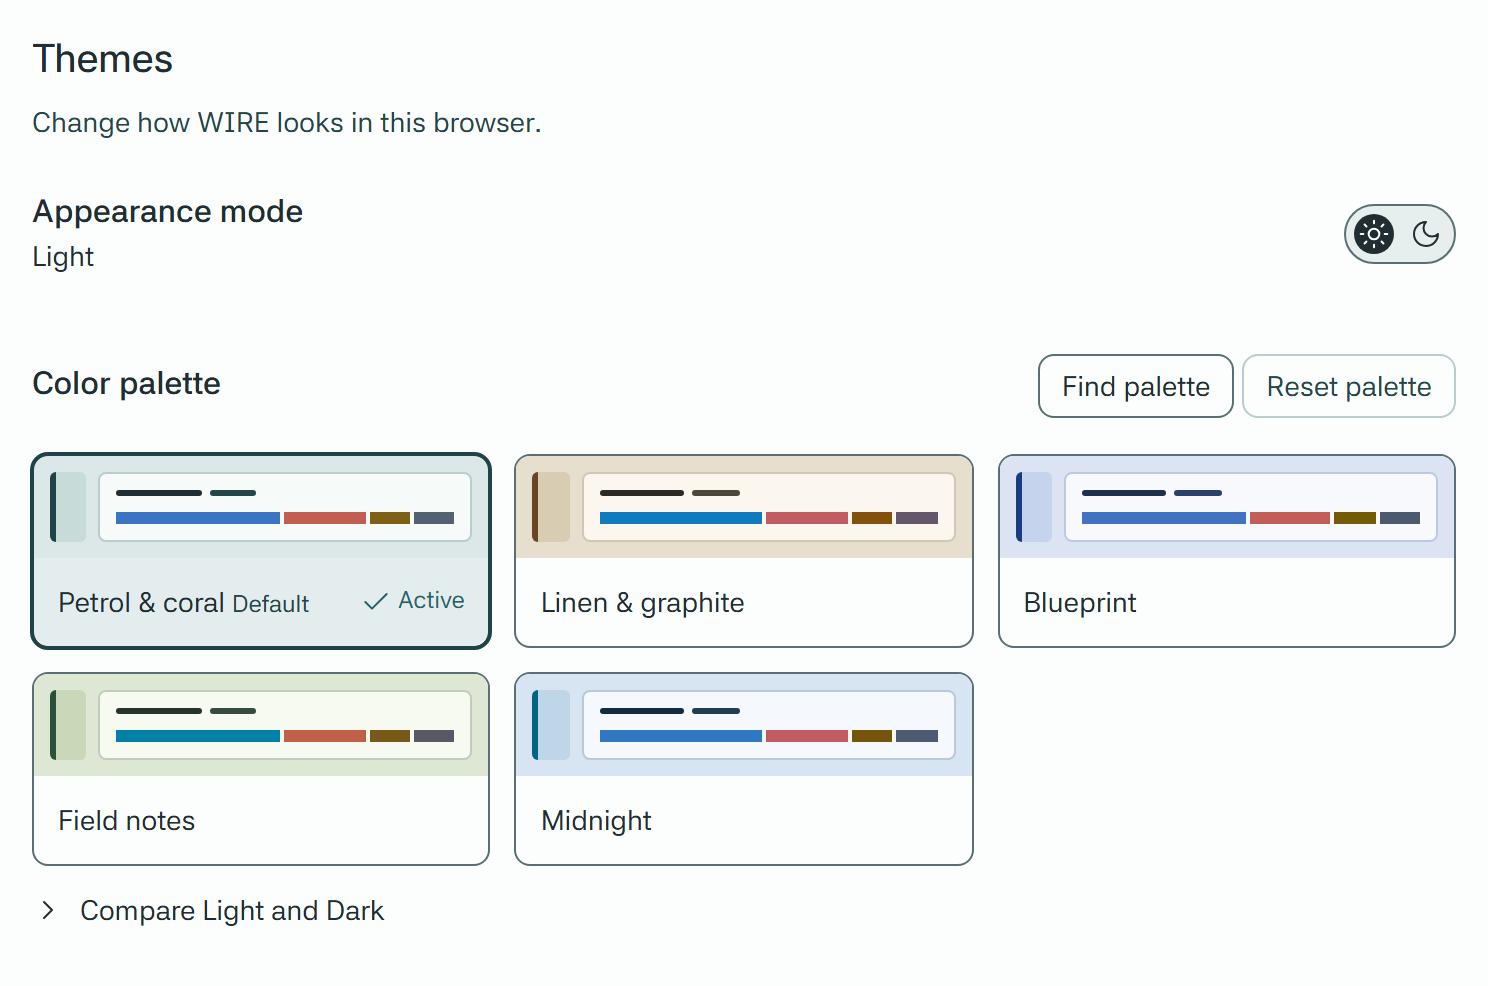 Themes
Change how WIRE looks in this browser.
Appearance mode
Light
Color palette
Find palette
Reset palette
Petrol & coral Default
Active
Linen & graphite
Blueprint
Field notes
Midnight
Compare Light and Dark